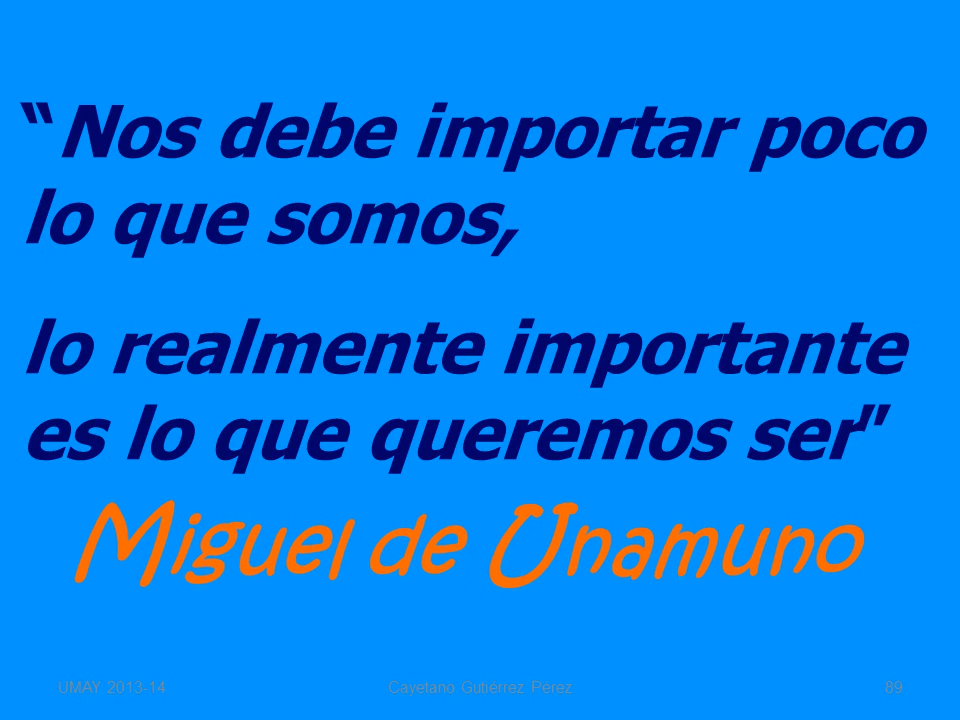 “Nos debe importar poco
lo que somos,
lo realmente importante
es lo que queremos ser”
Miguel de Unamuno
UMAY 2013-14 Cayetano Gutiérrez Pérez 89